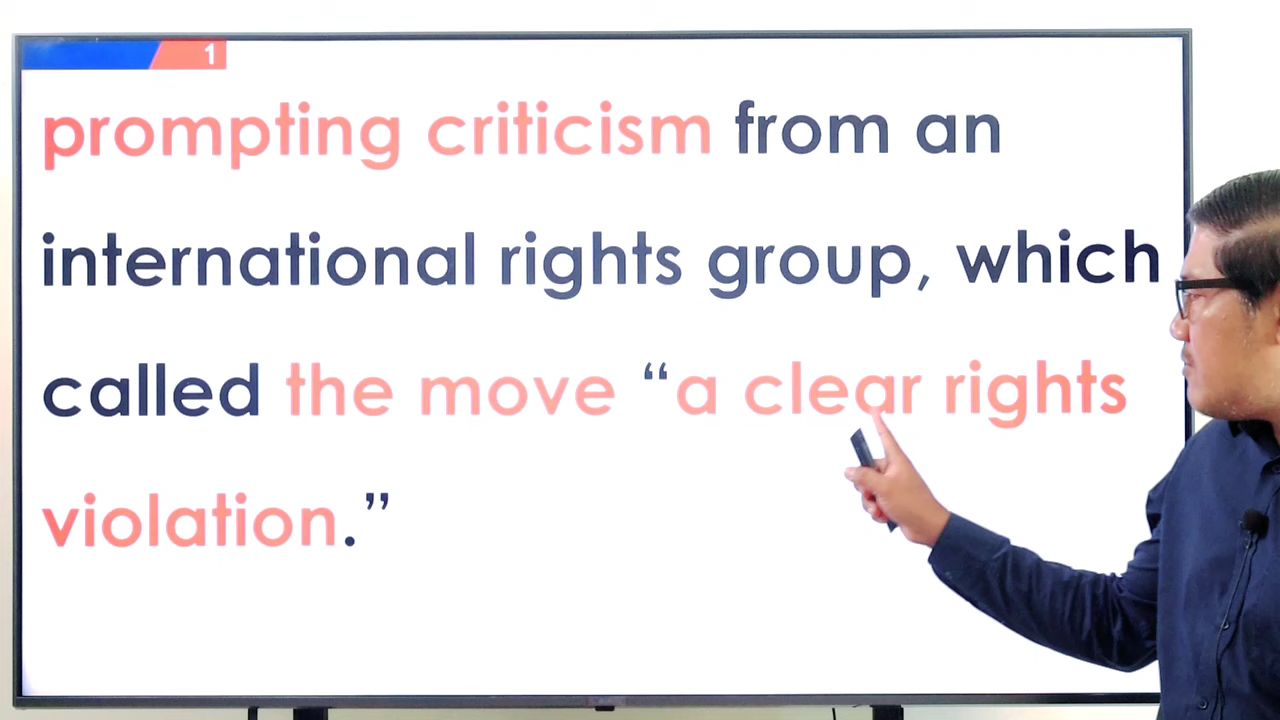 1
prompting criticism from an
international rights group, which
called the move “a clear rights
violation.”